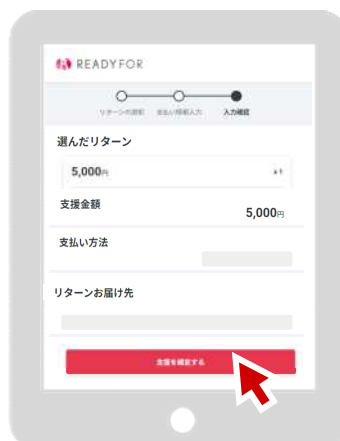 READYFOR
リターンの選択 支払い情報入力 入力確認
選んだリターン
5,000円
支援金額
5,000円
支払い方法
リターンお届け先
支援を確定する